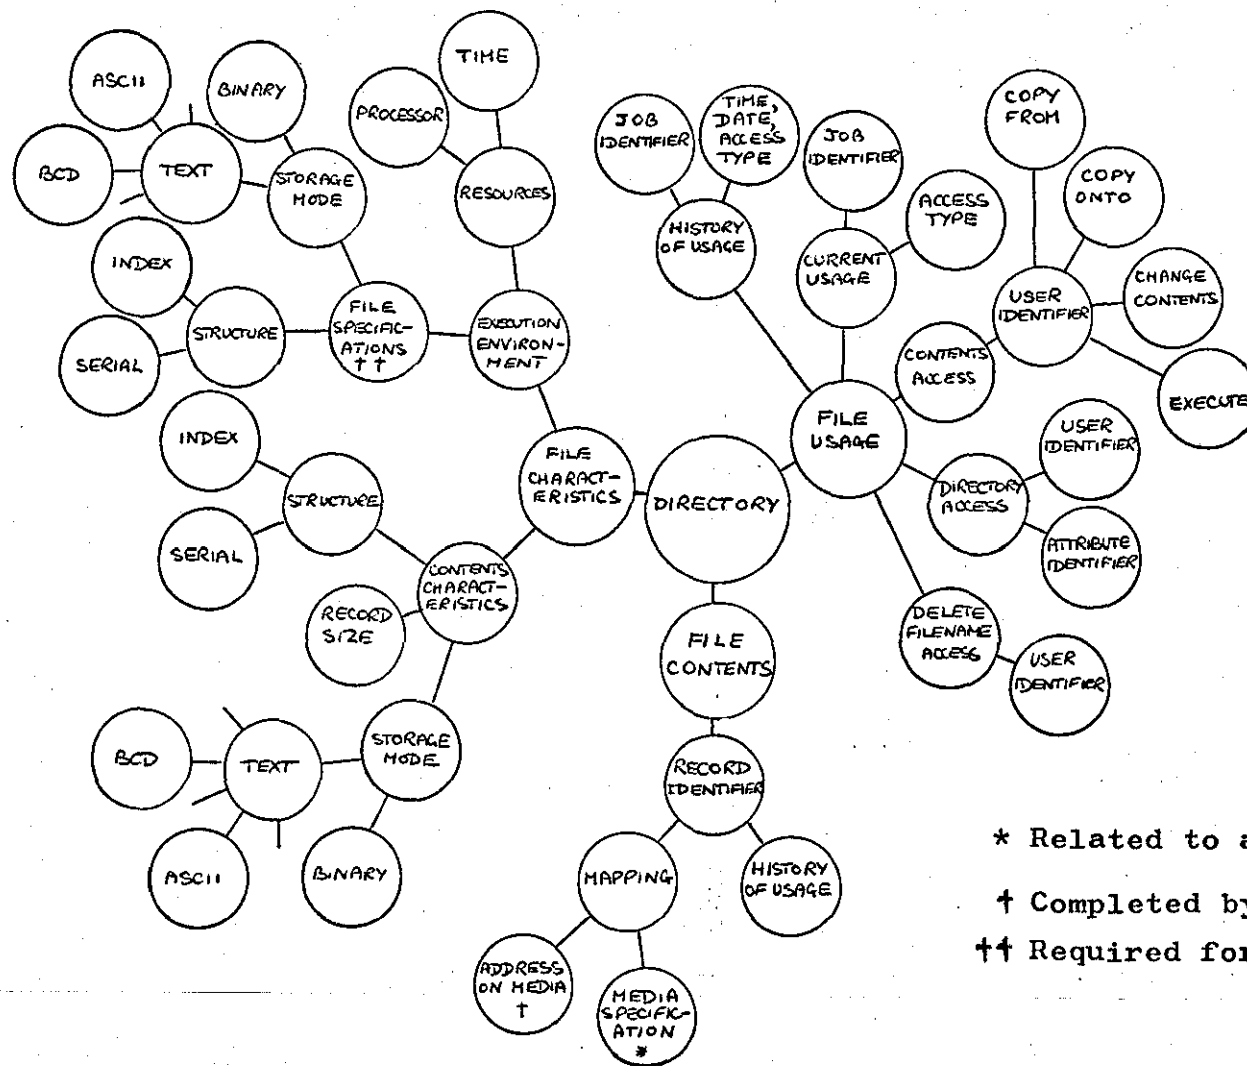 TIME
ASCII
BINARY
PROCESSOR
BCD
TEXT
STORAGE
MODE
RESOURCES
INDEX
STRUCTURE
FILE
SPECIFIC-
ATIONS
††
EXECUTION
ENVIRON-
MENT
SERIAL
JOB
IDENTIFIER
TIME,
DATE,
ACCESS
TYPE
JOB
IDENTIFIER
COPY
FROM
COPY
ONTO
ACCESS
TYPE
HISTORY
OF USAGE
CURRENT
USAGE
USER
IDENTIFIER
CHANGE
CONTENTS
CONTENTS
ACCESS
EXECUTE
FILE
USAGE
USER
IDENTIFIER
DIRECTORY
ACCESS
ATTRIBUTE
IDENTIFIER
DELETE
FILENAME
ACCESS
USER
IDENTIFIER
INDEX
FILE
CHARACT-
ERISTICS
DIRECTORY
STRUCTURE
SERIAL
CONTENTS
CHARACT-
ERISTICS
RECORD
SIZE
FILE
CONTENTS
BCD
TEXT
STORAGE
MODE
RECORD
IDENTIFIER
ASCII
BINARY
MAPPING
HISTORY
OF USAGE
ADDRESS
ON MEDIA
†
MEDIA
SPECIFIC-
ATION
*
* Related to a
† Completed by
†† Required for